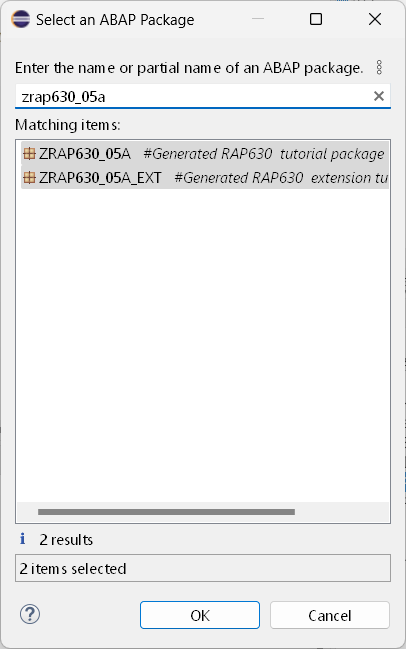 Select an ABAP Package
Enter the name or partial name of an ABAP package.
zrap630_05a
Matching items:
ZRAP630_05A #Generated RAP630 tutorial package
ZRAP630_05A_EXT #Generated RAP630 extension tu
2 results
2 items selected
OK Cancel